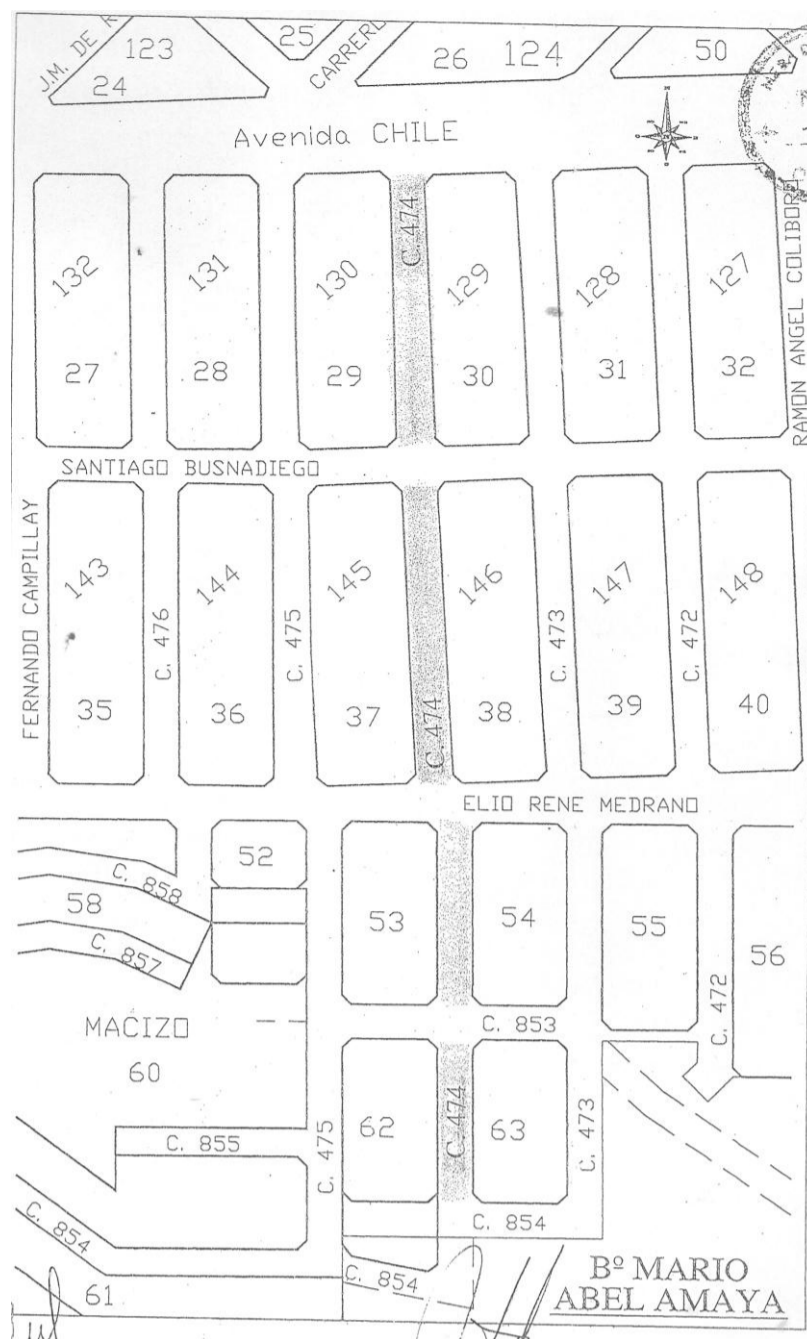 J.M. DE R
123
24
25
CARRERO
26
124
50
Avenida CHILE
132
131
130
C. 474
129
128
127
RAMON ANGEL COLIBORO
27
28
29
30
31
32
SANTIAGO BUSNADIEGO
FERNANDO CAMPILLAY
143
144
145
146
147
148
C. 476
C. 475
C. 473
C. 472
35
36
37
C. 474
38
39
40
ELIO RENE MEDRANO
52
C. 858
58
53
54
55
56
C. 857
C. 472
MACIZO
60
C. 853
C. 855
C. 475
62
C. 474
63
C. 473
C. 854
C. 854
C. 854
61
Bº MARIO
ABEL AMAYA